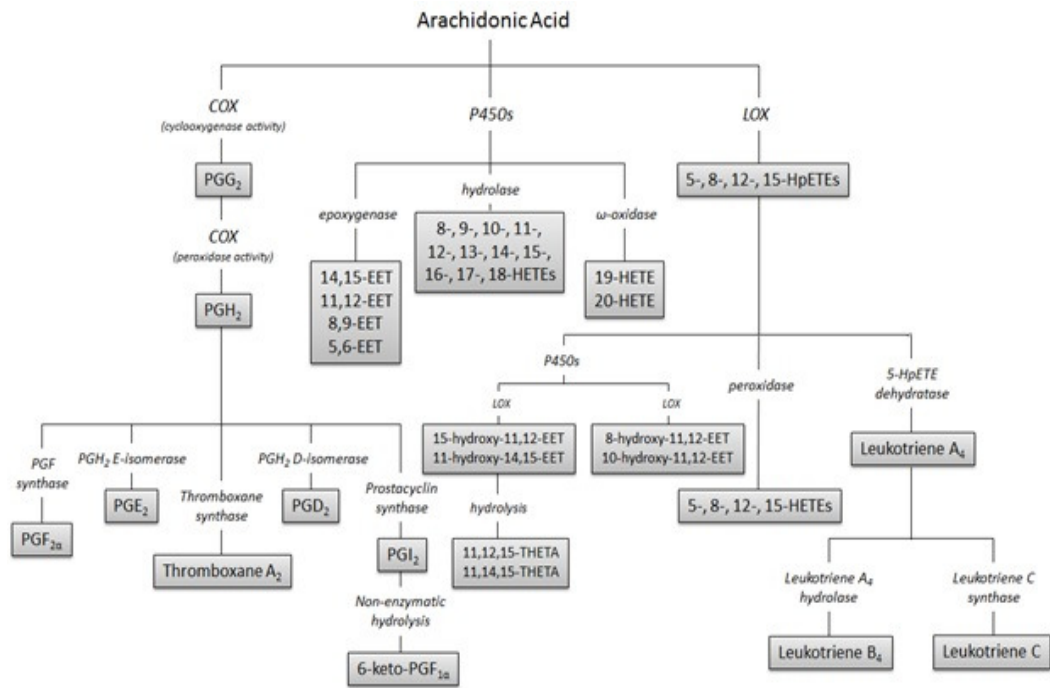 Arachidonic Acid
COX
(cyclooxygenase activity)
P450s
LOX
PGG₂
5-, 8-, 12-, 15-HpETEs
epoxygenase
hydrolase
ω-oxidase
8-, 9-, 10-, 11-,
12-, 13-, 14-, 15-,
16-, 17-, 18-HETEs
COX
(peroxidase activity)
14,15-EET
11,12-EET
8,9-EET
5,6-EET
19-HETE
20-HETE
PGH₂
P450s
peroxidase
5-HpETE
dehydratase
LOX
LOX
15-hydroxy-11,12-EET
11-hydroxy-14,15-EET
8-hydroxy-11,12-EET
10-hydroxy-11,12-EET
Leukotriene A₄
PGF
synthase
PGH₂ E-isomerase
Thromboxane
synthase
PGH₂ D-isomerase
Prostacyclin
synthase
hydrolysis
5-, 8-, 12-, 15-HETEs
PGF₂α
PGE₂
Thromboxane A₂
PGD₂
PGI₂
11,12,15-THETA
11,14,15-THETA
Non-enzymatic
hydrolysis
Leukotriene A₄
hydrolase
Leukotriene C
synthase
6-keto-PGF₁α
Leukotriene B₄
Leukotriene C